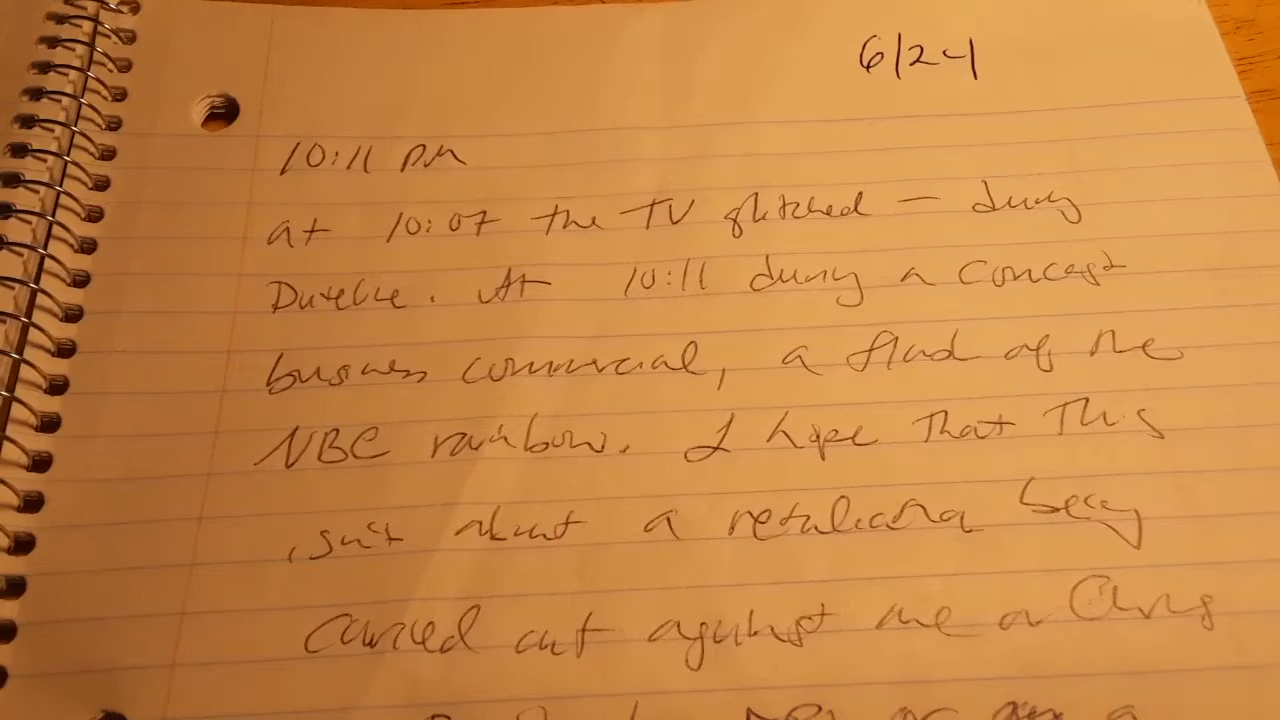 6/24
10:11 PM
at 10:07 the TV glitched — during
Dateline. At 10:11 during a Comcast
business commercial, a flash of the
NBC rainbow. I hope that this
isn't about a retaliation being
carried out against me or Chris